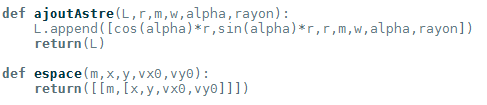 def ajoutAstre(L,r,m,w,alpha,rayon):
    L.append([cos(alpha)*r,sin(alpha)*r,r,m,w,alpha,rayon])
    return(L)
def espace(m,x,y,vx0,vy0):
    return([[m,[x,y,vx0,vy0]]])